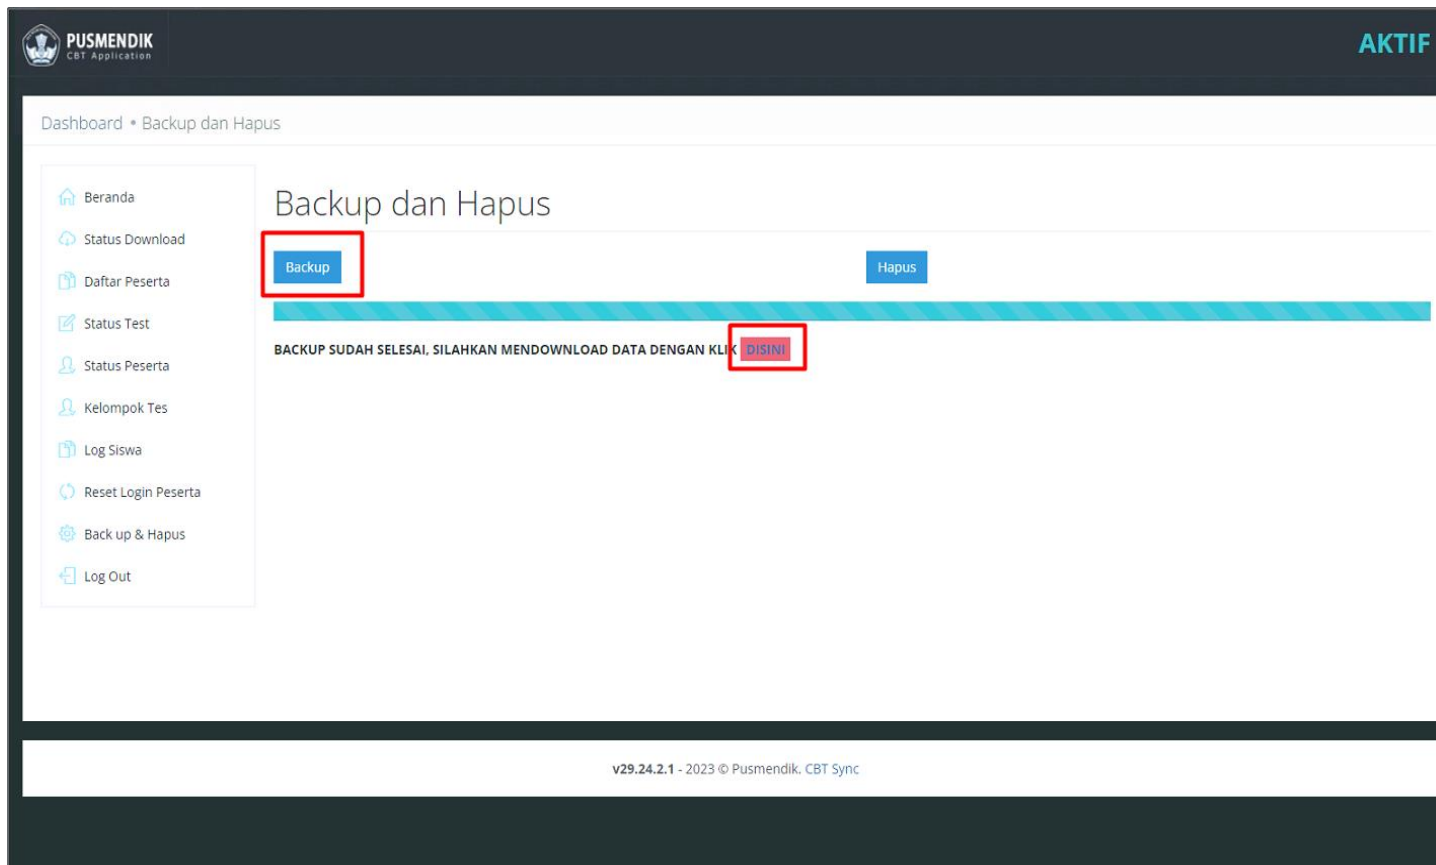 PUSMENDIK
CBT Application
AKTIF
Dashboard • Backup dan Hapus
Beranda
Status Download
Daftar Peserta
Status Test
Status Peserta
Kelompok Tes
Log Siswa
Reset Login Peserta
Back up & Hapus
Log Out
Backup dan Hapus
Backup
Hapus
BACKUP SUDAH SELESAI, SILAHKAN MENDOWNLOAD DATA DENGAN KLIK DISINI
v29.24.2.1 - 2023 © Pusmendik. CBT Sync